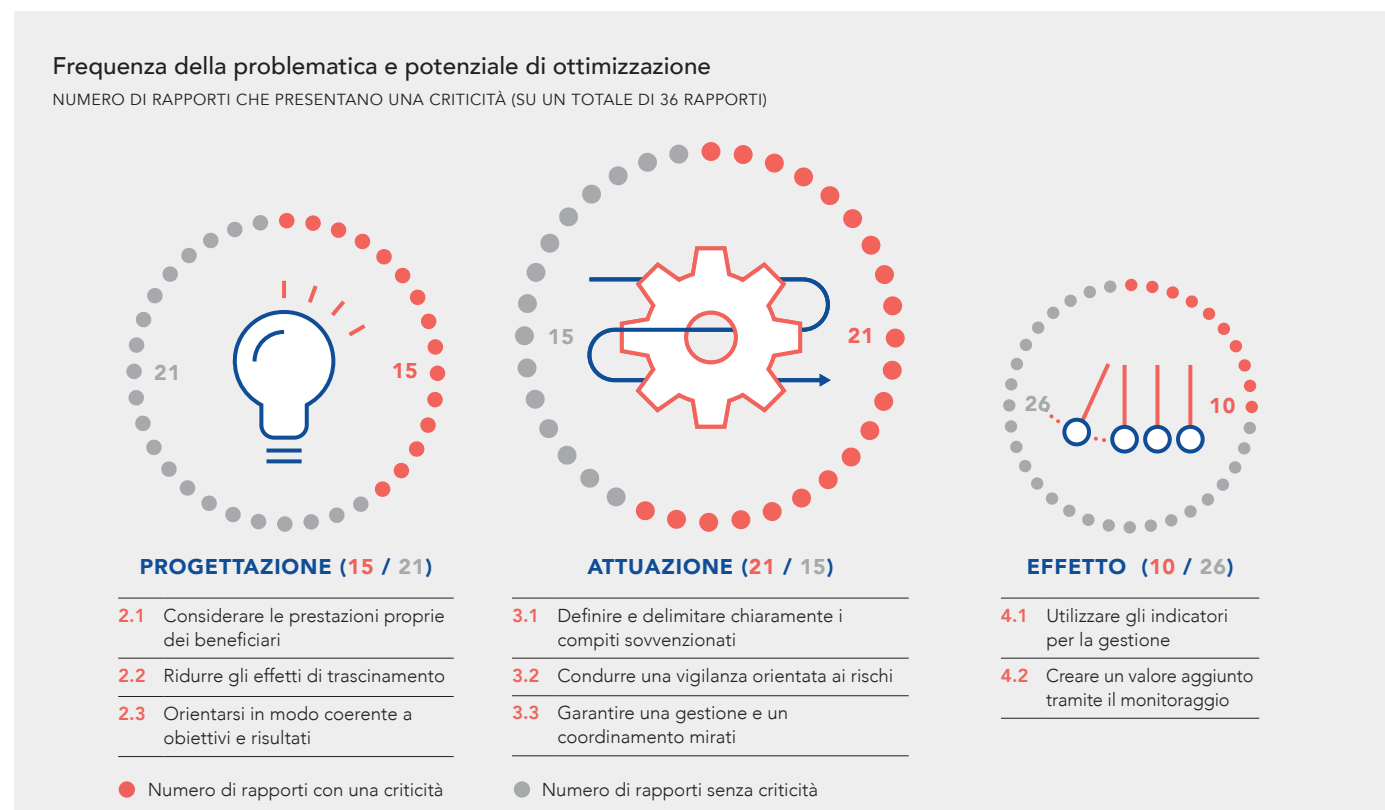 Frequenza della problematica e potenziale di ottimizzazione
NUMERO DI RAPPORTI CHE PRESENTANO UNA CRITICITÀ (SU UN TOTALE DI 36 RAPPORTI)
21
15
15
21
26
10
PROGETTAZIONE (15 / 21)
2.1 Considerare le prestazioni proprie
dei beneficiari
2.2 Ridurre gli effetti di trascinamento
2.3 Orientarsi in modo coerente a
obiettivi e risultati
ATTUAZIONE (21 / 15)
3.1 Definire e delimitare chiaramente i
compiti sovvenzionati
3.2 Condurre una vigilanza orientata ai rischi
3.3 Garantire una gestione e un
coordinamento mirati
EFFETTO (10 / 26)
4.1 Utilizzare gli indicatori
per la gestione
4.2 Creare un valore aggiunto
tramite il monitoraggio
Numero di rapporti con una criticità
Numero di rapporti senza criticità